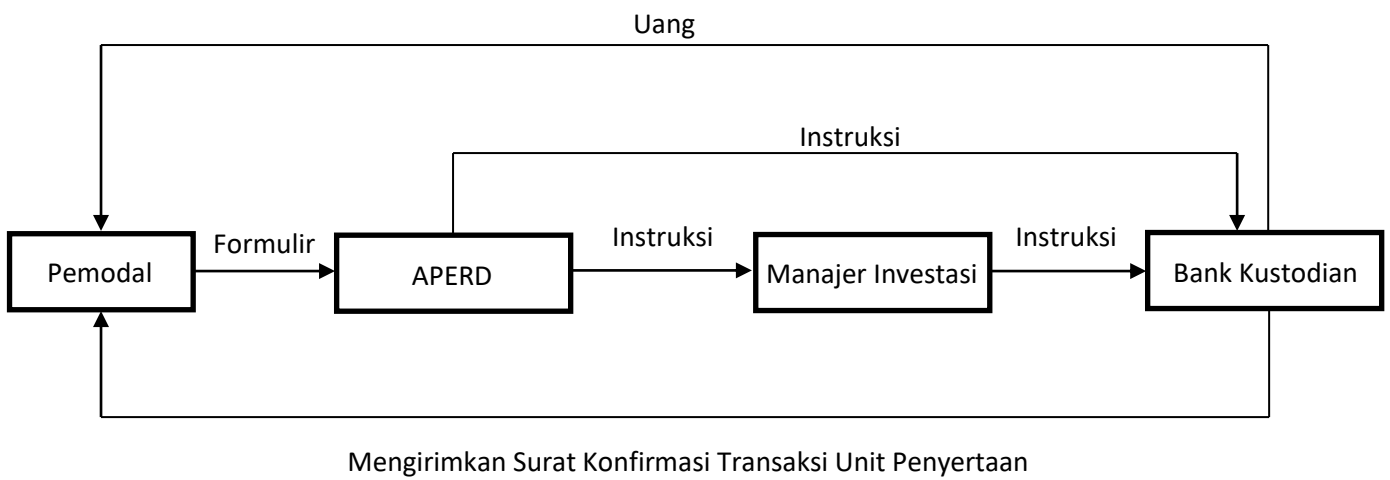 Uang
Instruksi
Formulir
Instruksi
Instruksi
Pemodal
APERD
Manajer Investasi
Bank Kustodian
Mengirimkan Surat Konfirmasi Transaksi Unit Penyertaan